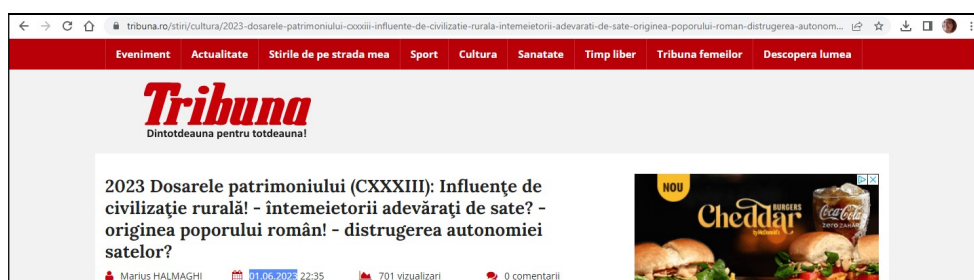 tribuna.ro/stiri/cultura/2023-dosarele-patrimoniului-cxxxiii-influente-de-civilizatie-rurala-intemeietorii-adevarati-de-sate-originea-poporului-roman-distrugerea-autonom...
Eveniment Actualitate Stirile de pe strada mea Sport Cultura Sanatate Timp liber Tribuna femeilor Descopera lumea
Tribuna
Dintotdeauna pentru totdeauna!
2023 Dosarele patrimoniului (CXXXIII): Influenţe de
civilizaţie rurală! - întemeietorii adevăraţi de sate? -
originea poporului român! - distrugerea autonomiei
satelor?
Marius HALMAGHI 01.06.2023 22:35 701 vizualizari 0 comentarii
NOU
BURGERS
Cheddar
by McDonald's
Coca-Cola
ZERO ZAHĂR